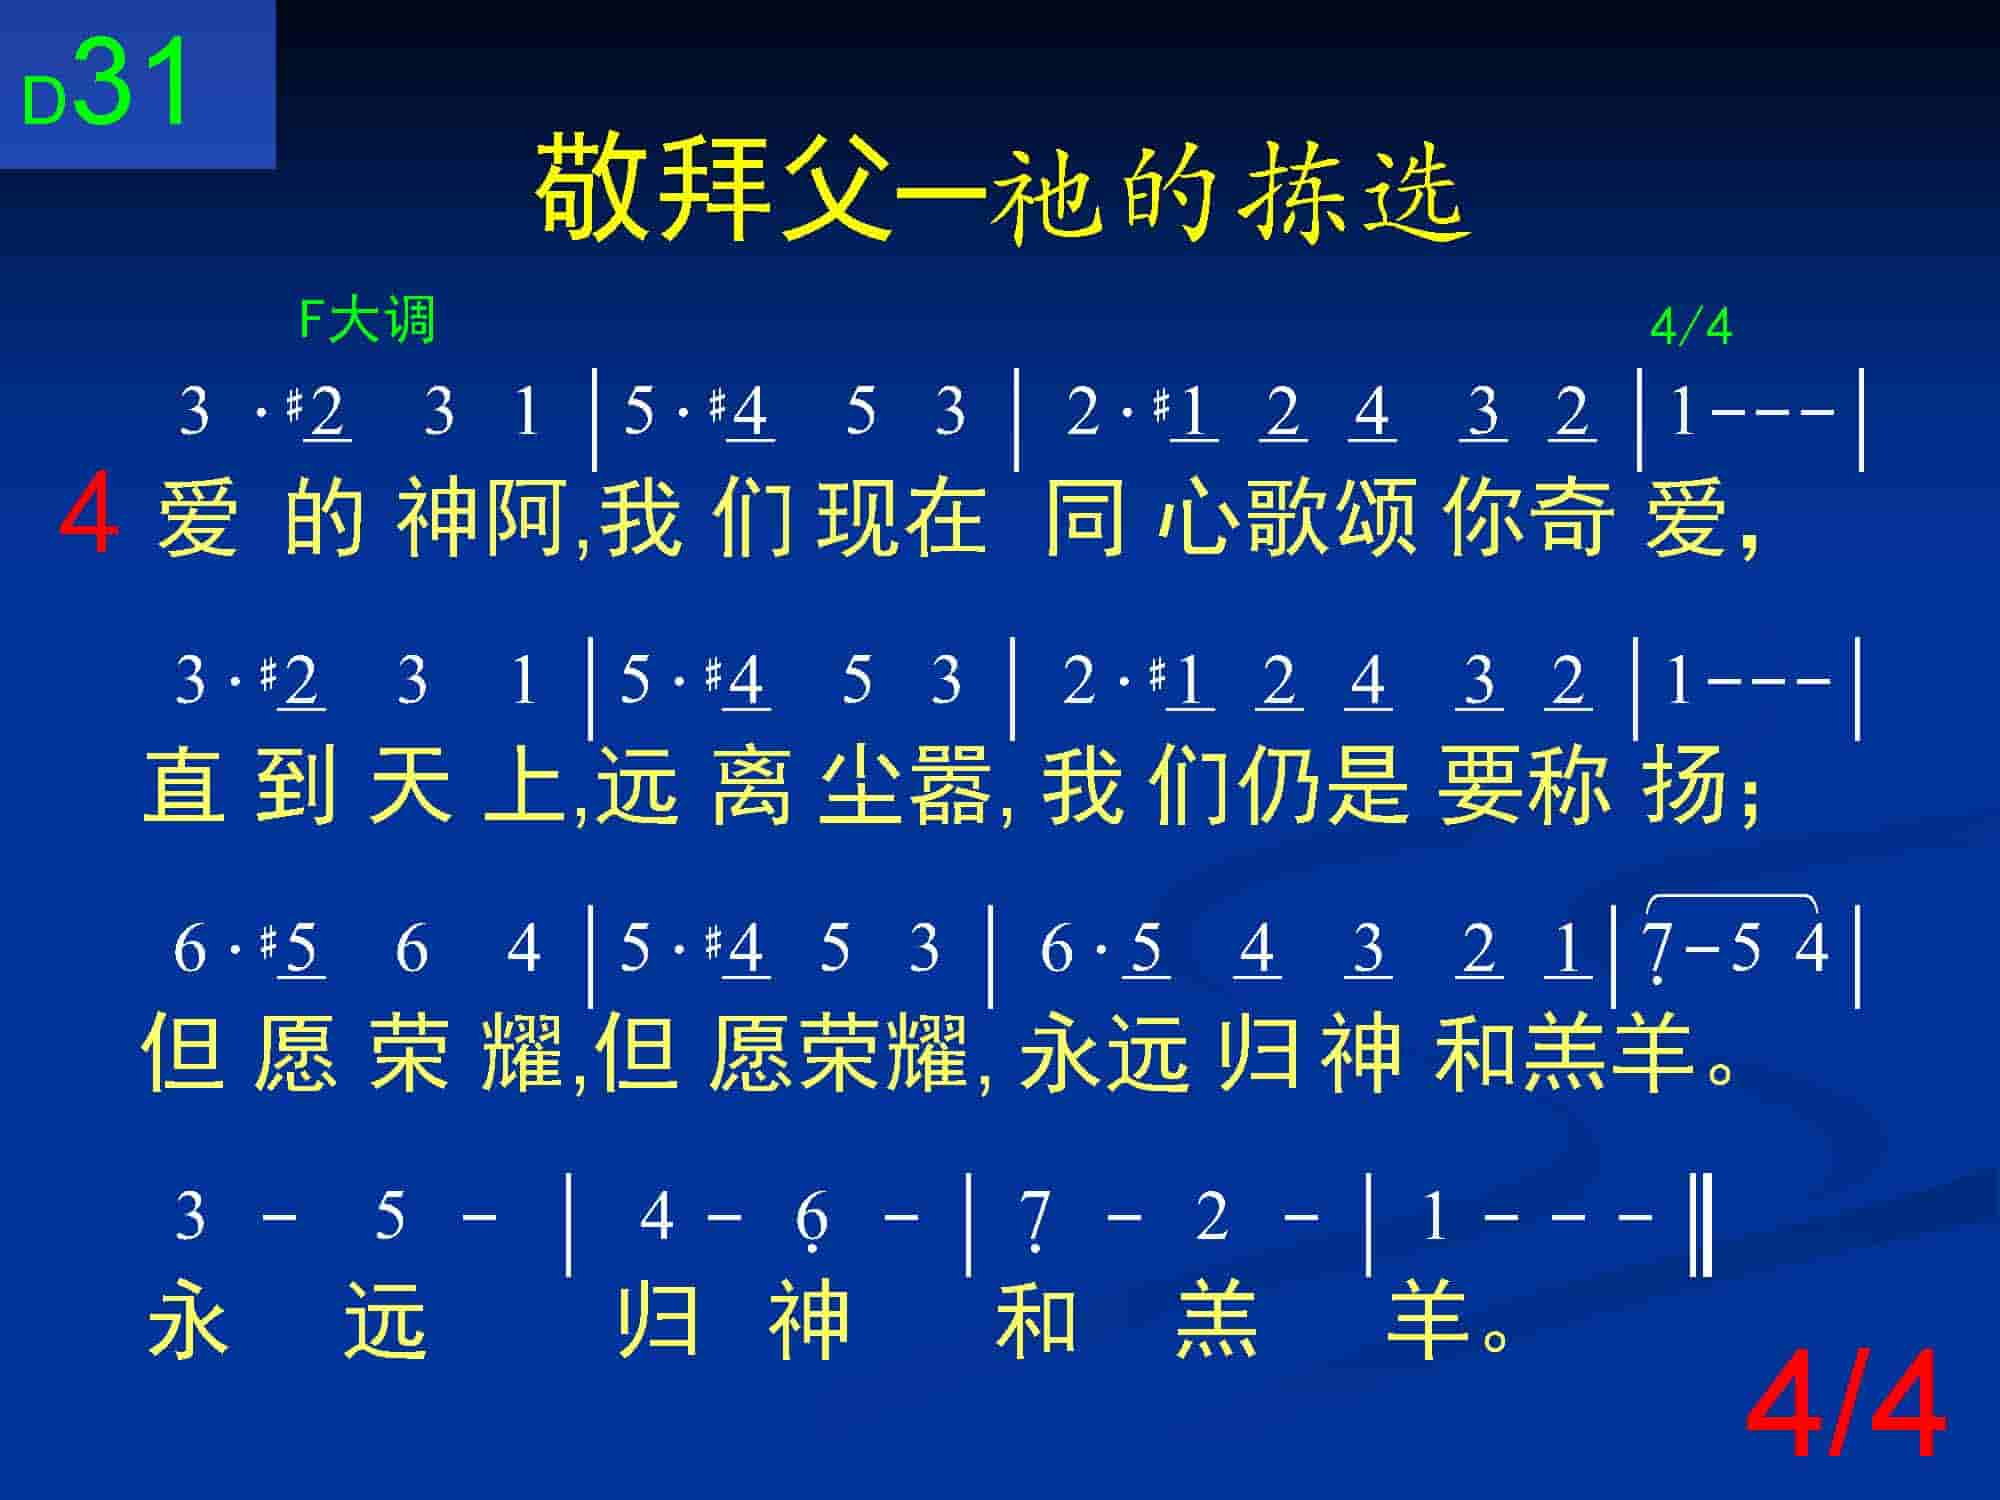 D31
敬拜父—祂的拣选
F大调 4/4
3 · #2 3 1 | 5 · #4 5 3 | 2 · #1 2 4 3 2 | 1 - - - |
4 爱的神阿,我们现在 同心歌颂你奇爱，
3 · #2 3 1 | 5 · #4 5 3 | 2 · #1 2 4 3 2 | 1 - - - |
直到天上,远离尘嚣, 我们仍是要称扬；
6 · #5 6 4 | 5 · #4 5 3 | 6 · 5 4 3 2 1 | 7̣ - 5 4 |
但愿荣耀,但愿荣耀, 永远归神和羔羊。
3 - 5 - | 4 - 6̣ - | 7̣ - 2 - | 1 - - - ‖
永远归神和羔羊。
4/4